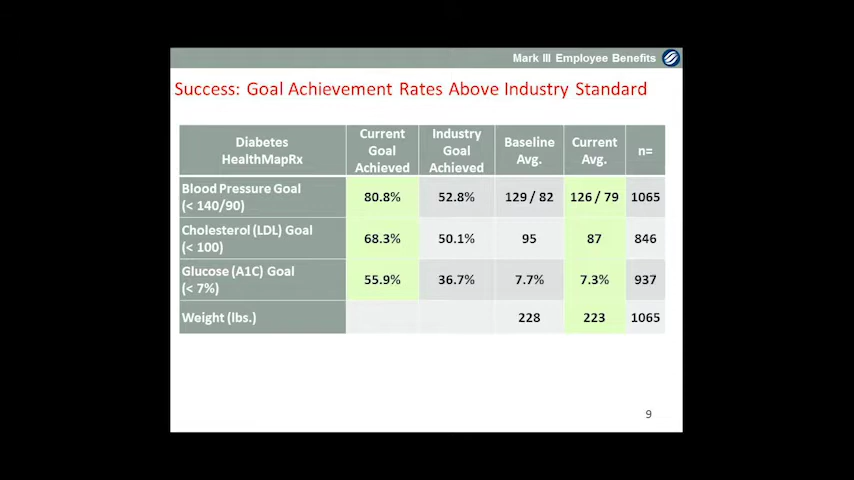 Mark III Employee Benefits
Success: Goal Achievement Rates Above Industry Standard
Diabetes
HealthMapRx
Current
Goal
Achieved
Industry
Goal
Achieved
Baseline
Avg.
Current
Avg.
n=
Blood Pressure Goal
(< 140/90)
80.8%
52.8%
129 / 82
126 / 79
1065
Cholesterol (LDL) Goal
(< 100)
68.3%
50.1%
95
87
846
Glucose (A1C) Goal
(< 7%)
55.9%
36.7%
7.7%
7.3%
937
Weight (lbs.)
228
223
1065
9